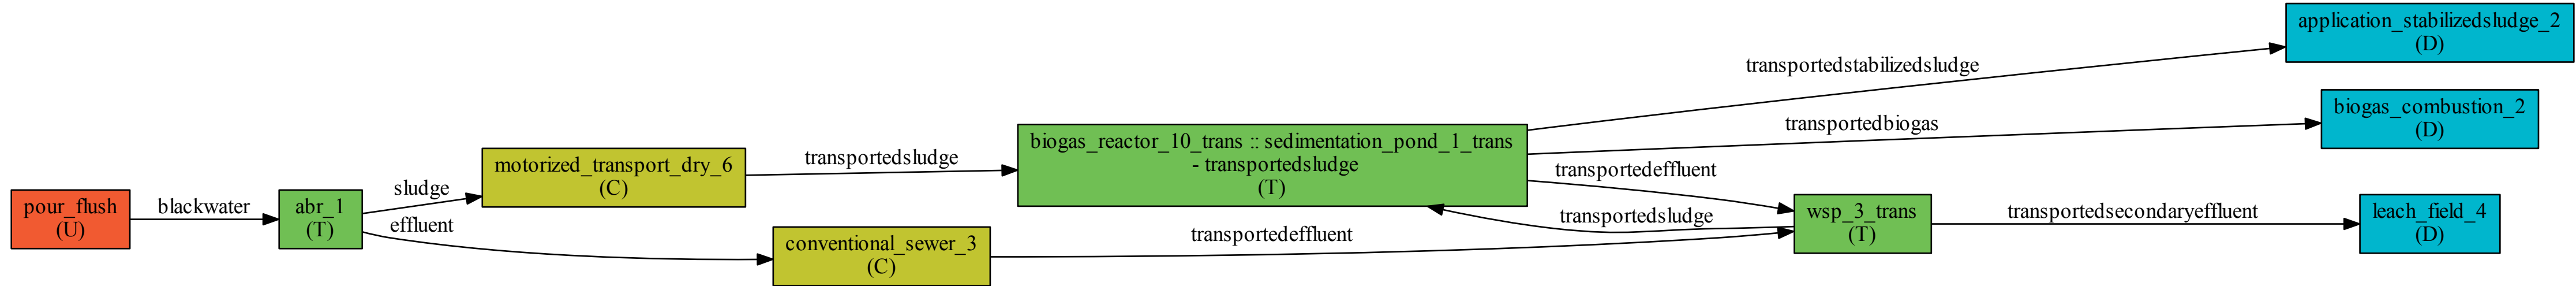 pour_flush
(U)
blackwater
abr_1
(T)
sludge
effluent
motorized_transport_dry_6
(C)
conventional_sewer_3
(C)
transportedsludge
transportedeffluent
biogas_reactor_10_trans :: sedimentation_pond_1_trans
- transportedsludge
(T)
transportedstabilizedsludge
transportedbiogas
transportedeffluent
transportedsludge
wsp_3_trans
(T)
transportedsecondaryeffluent
application_stabilizedsludge_2
(D)
biogas_combustion_2
(D)
leach_field_4
(D)